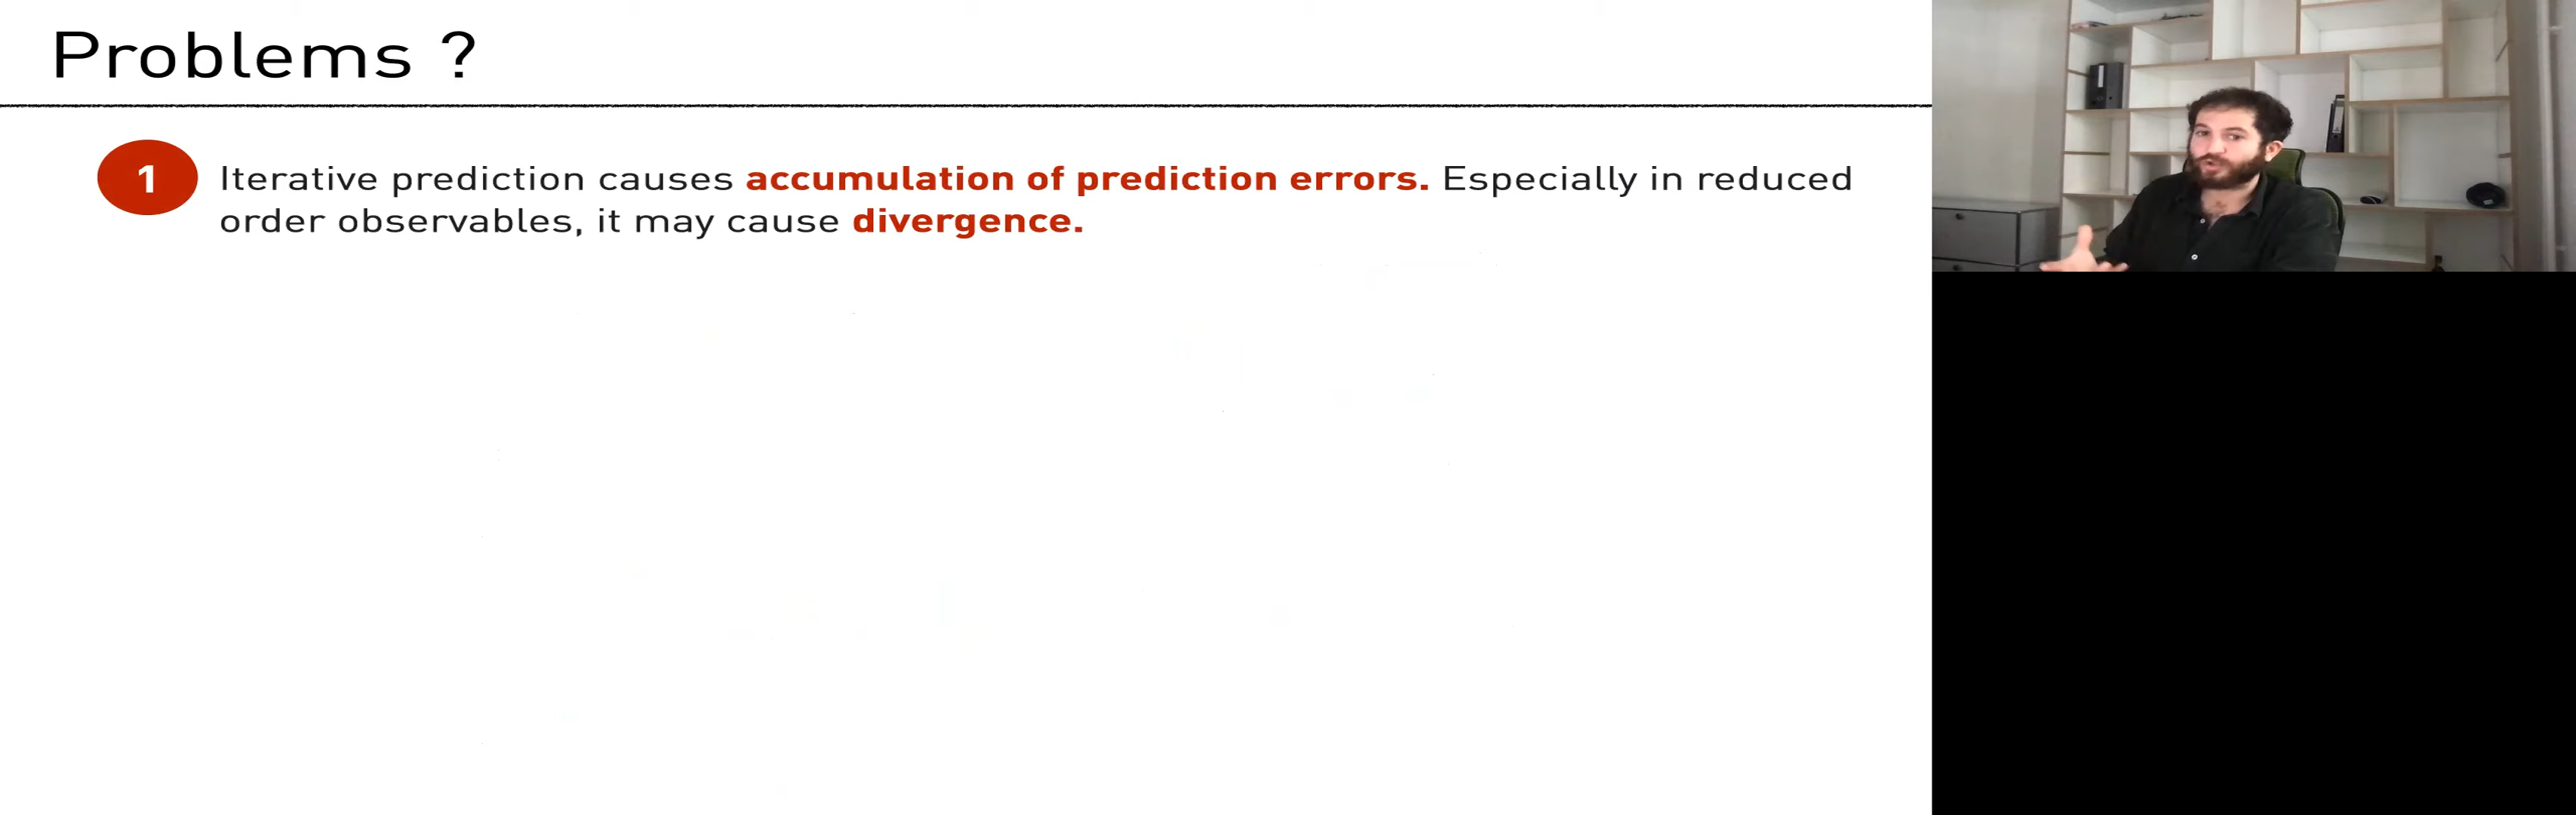 Problems ?
1
Iterative prediction causes accumulation of prediction errors. Especially in reduced
order observables, it may cause divergence.